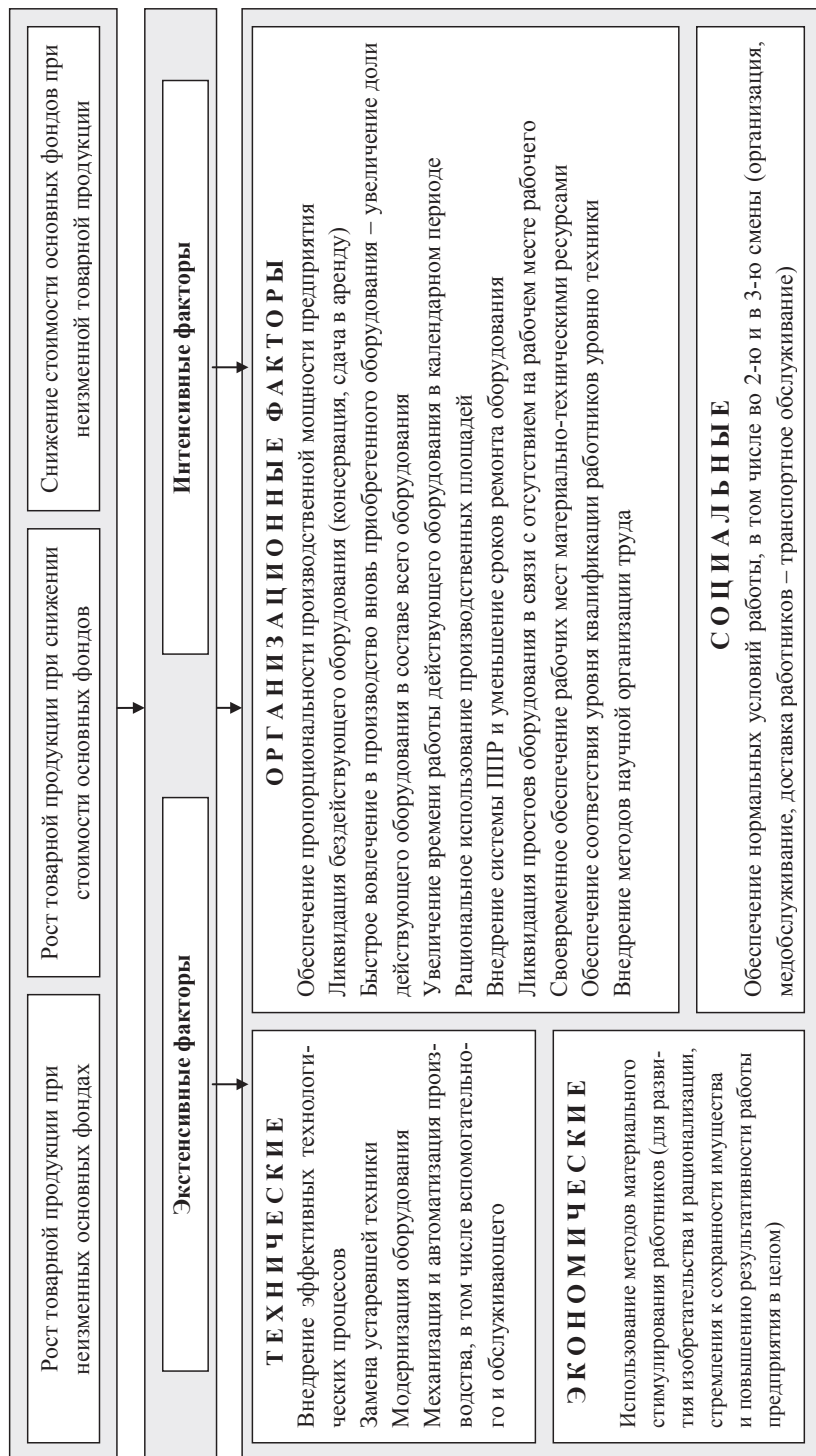 Рост товарной продукции при
неизменных основных фондах
Рост товарной продукции при снижении
стоимости основных фондов
Снижение стоимости основных фондов при
неизменной товарной продукции
Экстенсивные факторы
Интенсивные факторы
ТЕХНИЧЕСКИЕ
Внедрение эффективных технологи-
ческих процессов
Замена устаревшей техники
Модернизация оборудования
Механизация и автоматизация произ-
водства, в том числе вспомогательно-
го и обслуживающего
ОРГАНИЗАЦИОННЫЕ ФАКТОРЫ
Обеспечение пропорциональности производственной мощности предприятия
Ликвидация бездействующего оборудования (консервация, сдача в аренду)
Быстрое вовлечение в производство вновь приобретенного оборудования – увеличение доли
действующего оборудования в составе всего оборудования
Увеличение времени работы действующего оборудования в календарном периоде
Рациональное использование производственных площадей
Внедрение системы ППР и уменьшение сроков ремонта оборудования
Ликвидация простоев оборудования в связи с отсутствием на рабочем месте рабочего
Своевременное обеспечение рабочих мест материально-техническими ресурсами
Обеспечение соответствия уровня квалификации работников уровню техники
Внедрение методов научной организации труда
ЭКОНОМИЧЕСКИЕ
Использование методов материального
стимулирования работников (для разви-
тия изобретательства и рационализации,
стремления к сохранности имущества
и повышению результативности работы
предприятия в целом)
СОЦИАЛЬНЫЕ
Обеспечение нормальных условий работы, в том числе во 2-ю и в 3-ю смены (организация,
медобслуживание, доставка работников – транспортное обслуживание)